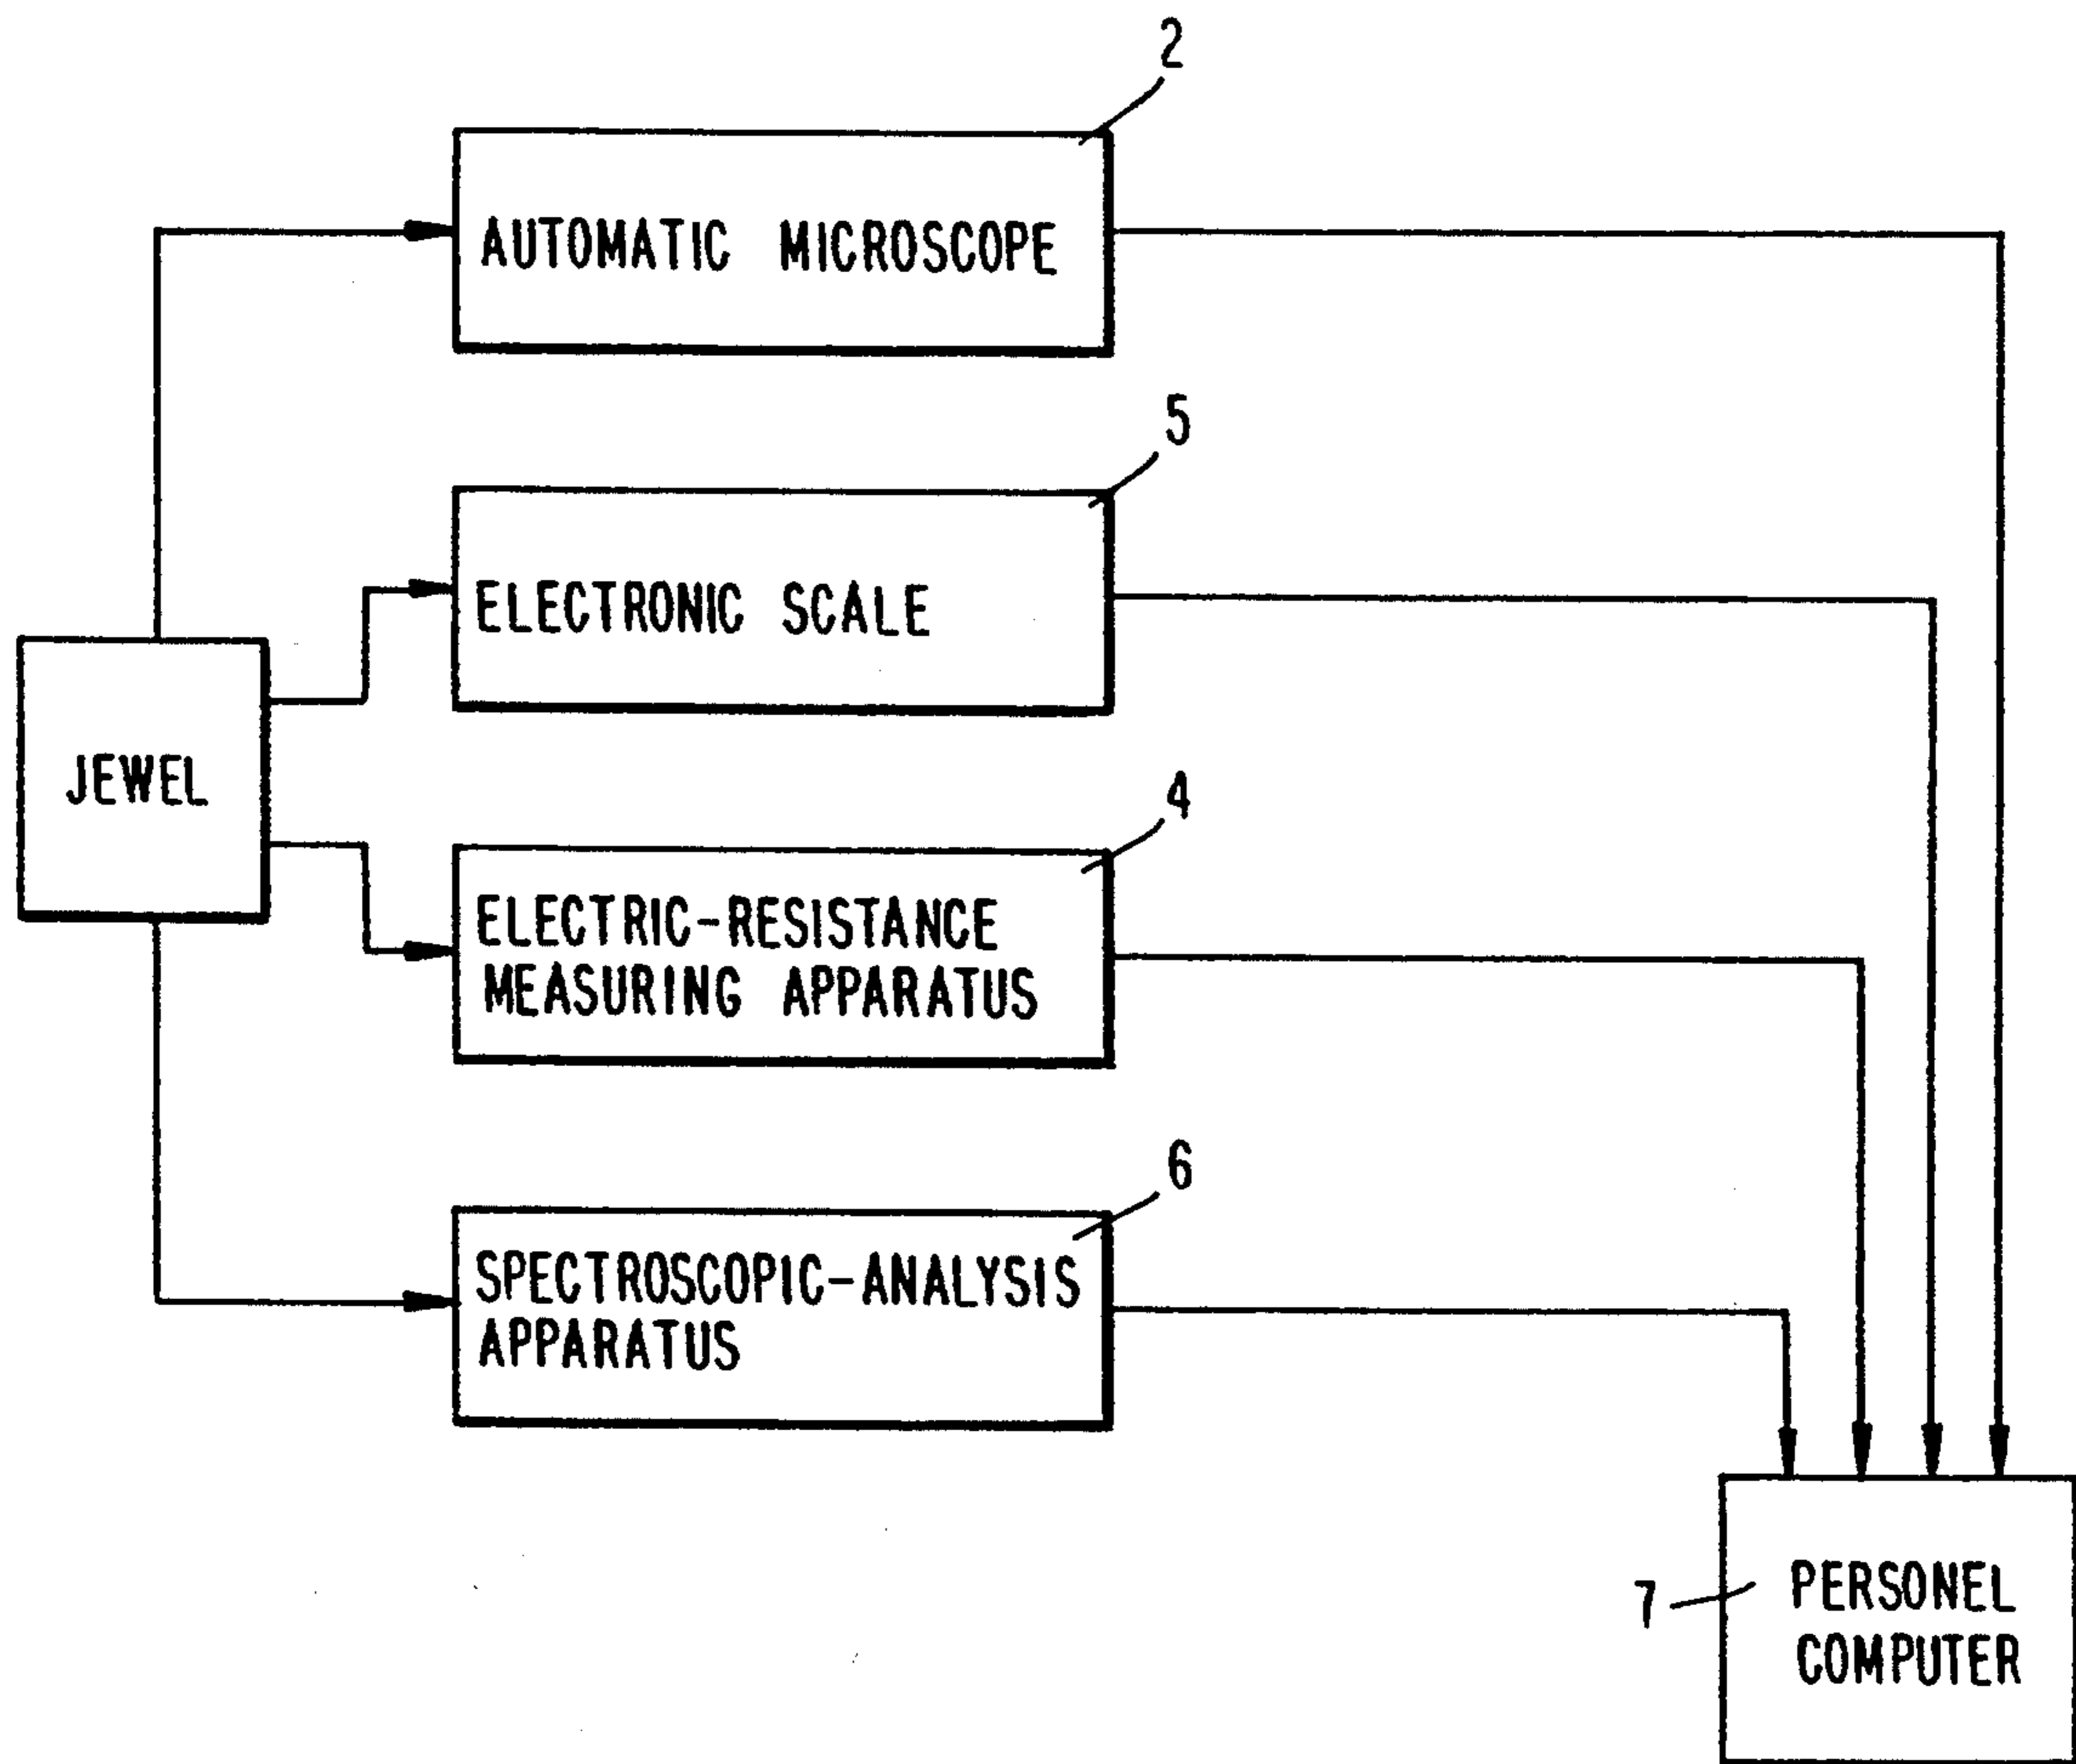 2
AUTOMATIC MICROSCOPE
5
ELECTRONIC SCALE
JEWEL
4
ELECTRIC-RESISTANCE
MEASURING APPARATUS
6
SPECTROSCOPIC-ANALYSIS
APPARATUS
7
PERSONEL
COMPUTER